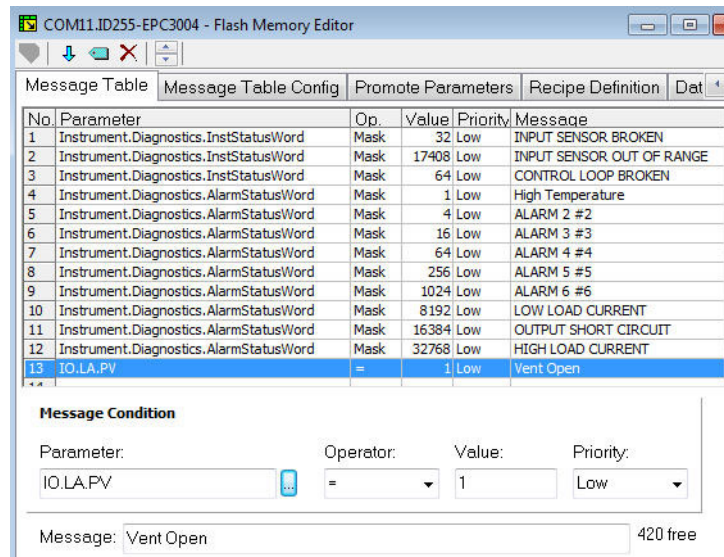 COM11.ID255-EPC3004 - Flash Memory Editor
Message Table Message Table Config Promote Parameters Recipe Definition Dat
No. Parameter Op. Value Priority Message
1 Instrument.Diagnostics.InstStatusWord Mask 32 Low INPUT SENSOR BROKEN
2 Instrument.Diagnostics.InstStatusWord Mask 17408 Low INPUT SENSOR OUT OF RANGE
3 Instrument.Diagnostics.InstStatusWord Mask 64 Low CONTROL LOOP BROKEN
4 Instrument.Diagnostics.AlarmStatusWord Mask 1 Low High Temperature
5 Instrument.Diagnostics.AlarmStatusWord Mask 4 Low ALARM 2 #2
6 Instrument.Diagnostics.AlarmStatusWord Mask 16 Low ALARM 3 #3
7 Instrument.Diagnostics.AlarmStatusWord Mask 64 Low ALARM 4 #4
8 Instrument.Diagnostics.AlarmStatusWord Mask 256 Low ALARM 5 #5
9 Instrument.Diagnostics.AlarmStatusWord Mask 1024 Low ALARM 6 #6
10 Instrument.Diagnostics.AlarmStatusWord Mask 8192 Low LOW LOAD CURRENT
11 Instrument.Diagnostics.AlarmStatusWord Mask 16384 Low OUTPUT SHORT CIRCUIT
12 Instrument.Diagnostics.AlarmStatusWord Mask 32768 Low HIGH LOAD CURRENT
13 IO.LA.PV = 1 Low Vent Open
14
Message Condition
Parameter: Operator: Value: Priority:
IO.LA.PV ... = 1 Low
Message: Vent Open 420 free